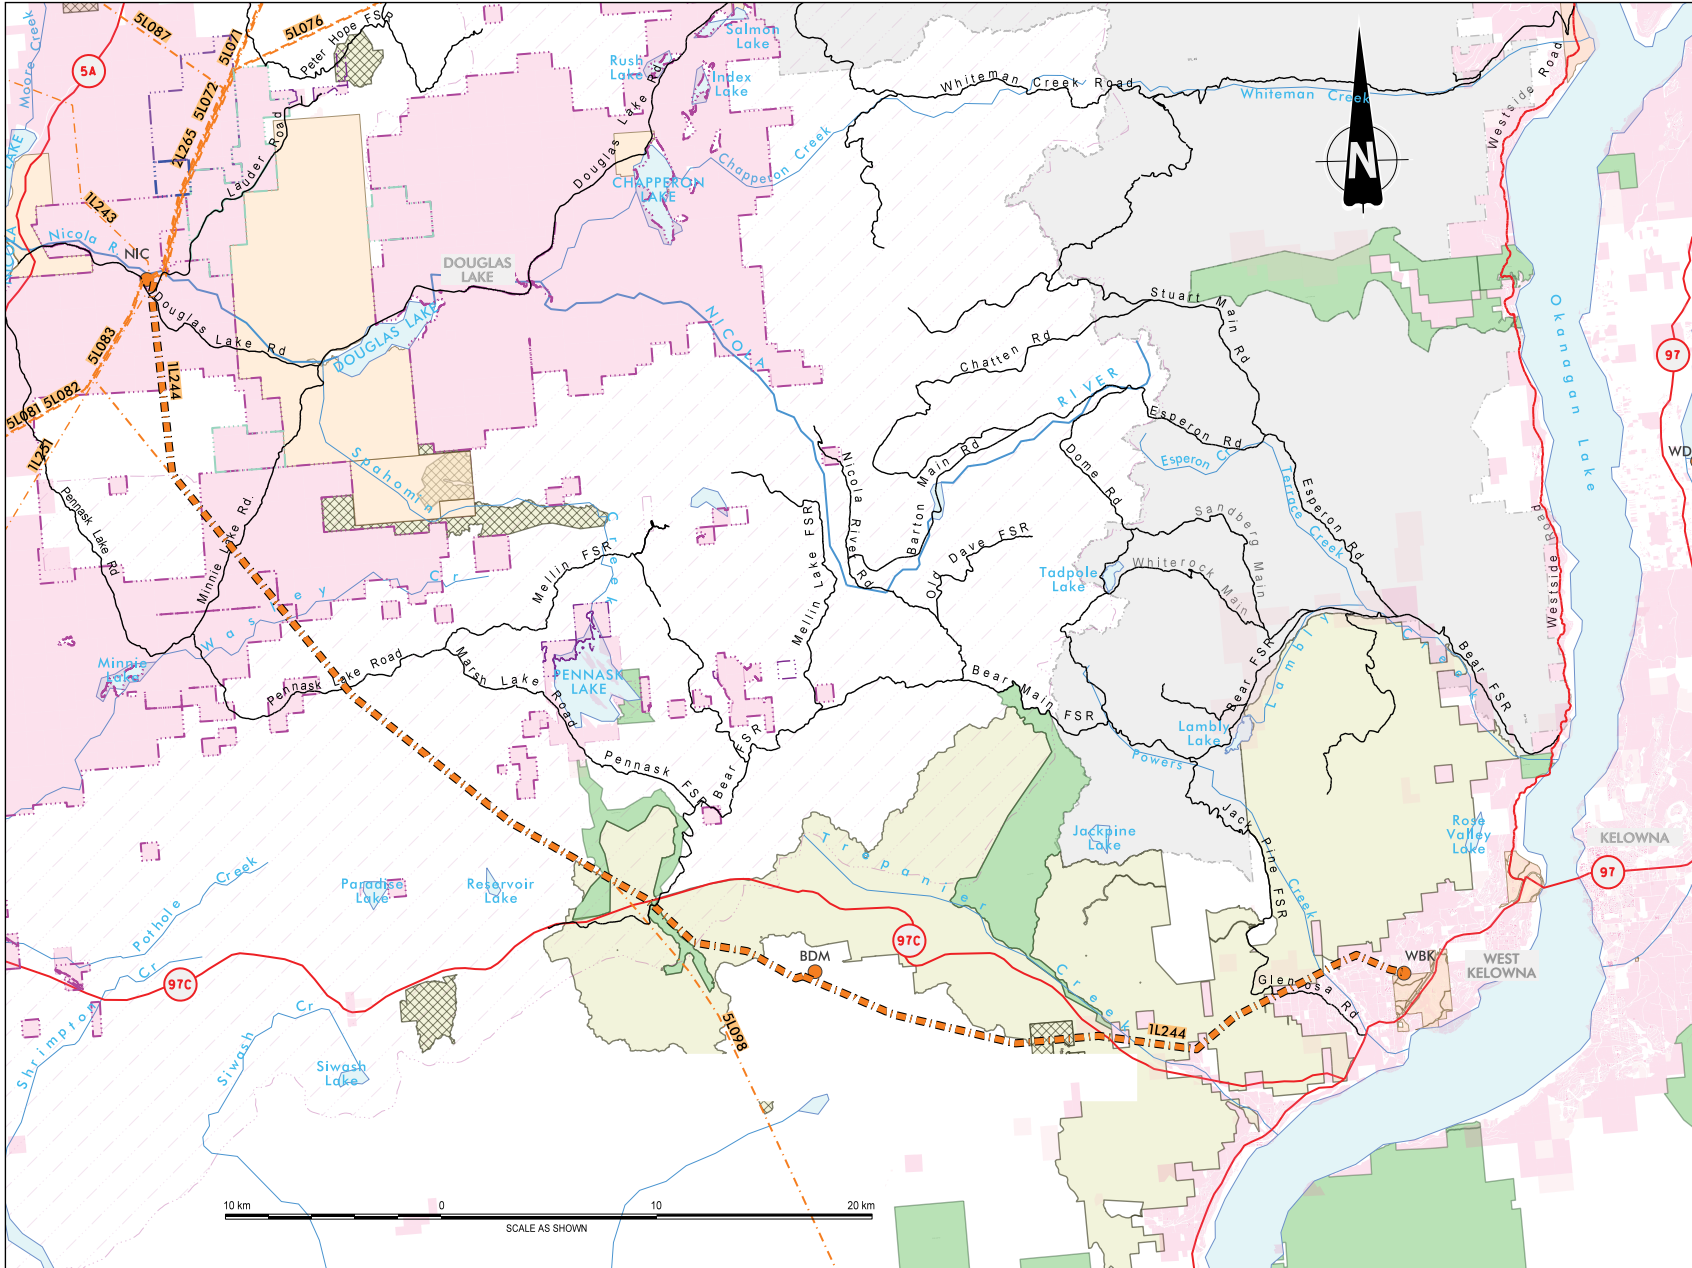 5L087
5L071
5L076
Peter Hope FSR
Moore Creek
5A
5L072
2L265
Lauder Road
LAKE
NICOLA
1L243
Nicola R.
NIC
Douglas Lake Rd
5L083
5L082
5L081
1L251
1L244
Pennask Lake Rd
Minnie Lake Rd.
Salmon
Lake
Rush
Lake
Index
Lake
Douglas Lake Rd
CHAPPERON
LAKE
Chapperon Creek
DOUGLAS
LAKE
DOUGLAS LAKE
Spahomin
Creek
NICOLA
RIVER
Whiteman Creek Road
Whiteman Creek
Westside Road
N
Stuart Main Rd
Chatten Rd
Okanagan Lake
97
WD
Esperon Rd
Esperon Cr
Terrace Creek
Esperon Rd
Dome Rd
Barton Main Rd
Nicola River Rd
Mellin Lake FSR
Mellin FSR
Old Dave FSR
Sandberg Main
Whiterock Main
Tadpole
Lake
Westside Road
Westside Road
Wasley Cr
Minnie
Lake
Pennask Lake Road
Marsh Lake Road
PENNASK
LAKE
Pennask FSR
Bear FSR
Bear Main FSR
Bear FSR
Lambly Creek
Bear FSR
Lambly
Lake
Powers
Creek
Jack Pine FSR
Jackpine
Lake
Rose
Valley
Lake
KELOWNA
97
Trepanier
Creek
Pothole Creek
Paradise
Lake
Reservoir
Lake
97C
97C
BDM
WBK
WEST
KELOWNA
Glenrosa Rd
Shrimpton Cr
Siwash Cr
Siwash
Lake
5L098
1L244
10 km 0 10 20 km
SCALE AS SHOWN